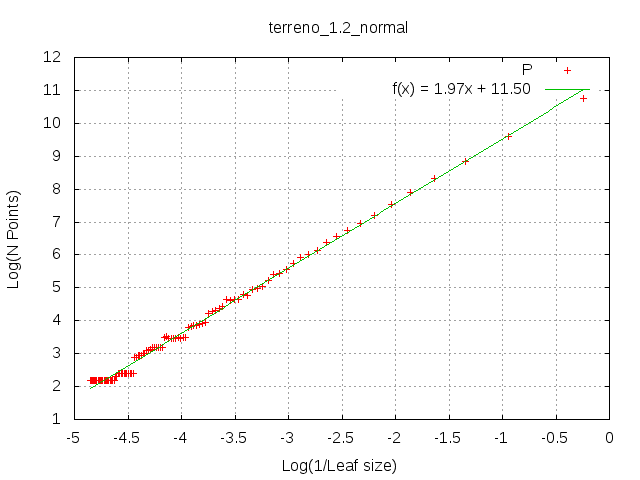 terreno_1.2_normal
12
11
10
9
8
7
6
5
4
3
2
1
Log(N Points)
P
f(x) = 1.97x + 11.50
-5 -4.5 -4 -3.5 -3 -2.5 -2 -1.5 -1 -0.5 0
Log(1/Leaf size)